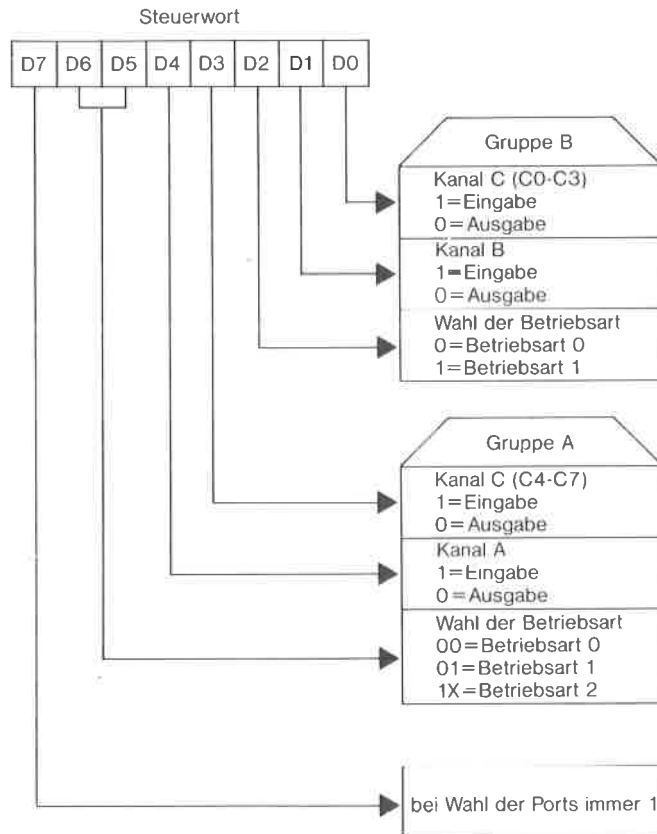 Steuerwort
D7 D6 D5 D4 D3 D2 D1 D0
Gruppe B
Kanal C (C0-C3)
1=Eingabe
0=Ausgabe
Kanal B
1=Eingabe
0=Ausgabe
Wahl der Betriebsart
0=Betriebsart 0
1=Betriebsart 1
Gruppe A
Kanal C (C4-C7)
1=Eingabe
0=Ausgabe
Kanal A
1=Eingabe
0=Ausgabe
Wahl der Betriebsart
00=Betriebsart 0
01=Betriebsart 1
1X=Betriebsart 2
bei Wahl der Ports immer 1